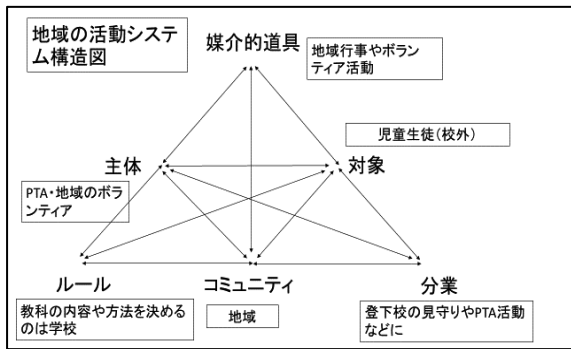 地域の活動システ
ム構造図
媒介的道具
地域行事やボラン
ティア活動
児童生徒(校外)
主体
対象
PTA・地域のボラ
ンティア
ルール
コミュニティ
分業
教科の内容や方法を決める
のは学校
地域
登下校の見守りやPTA活動
などに